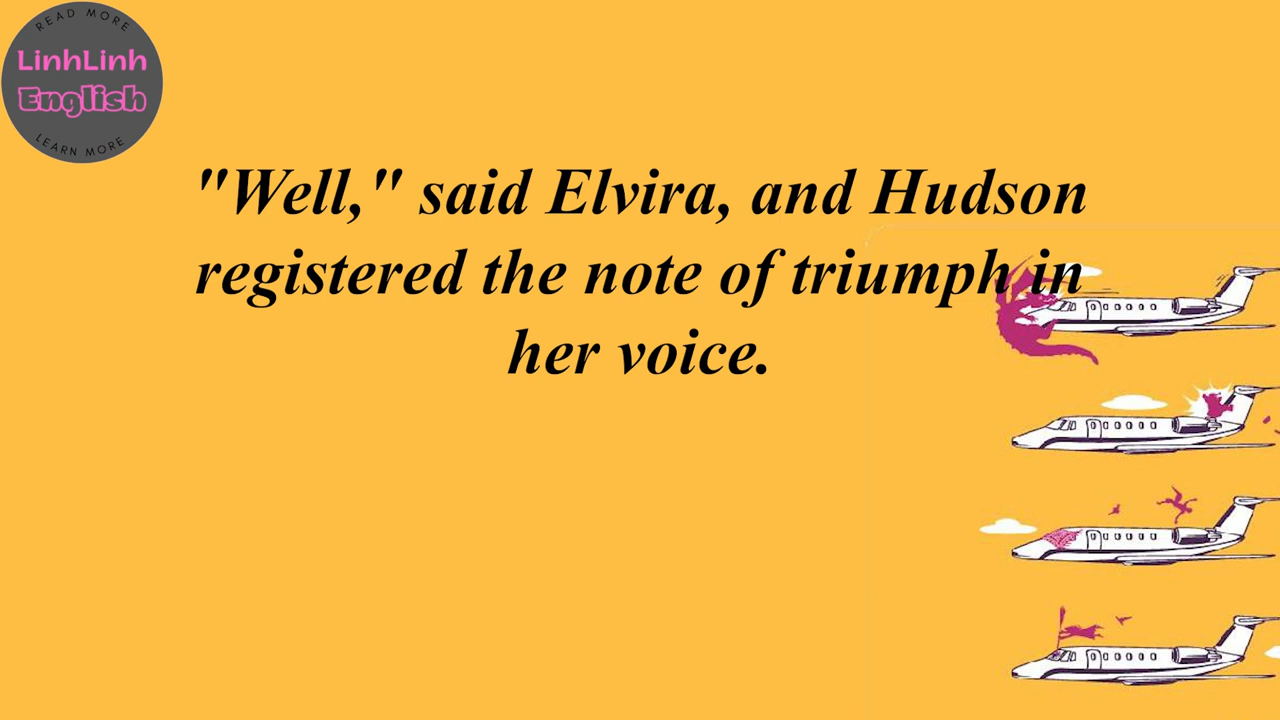 READ MORE
LinhLinh
English
LEARN MORE
"Well," said Elvira, and Hudson
registered the note of triumph in
her voice.